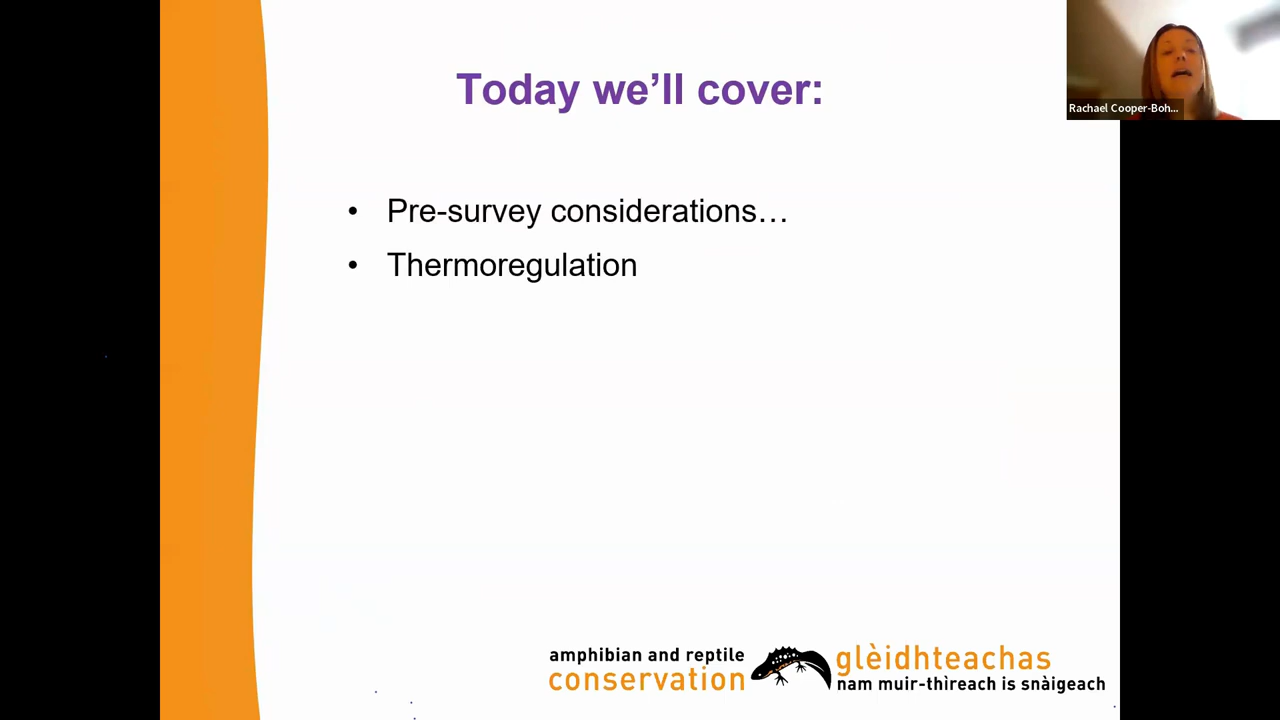 Today we'll cover:
Rachael Cooper-Boh...
• Pre-survey considerations…
• Thermoregulation
amphibian and reptile
conservation
glèidhteachas
nam muir-thìreach is snàigeach